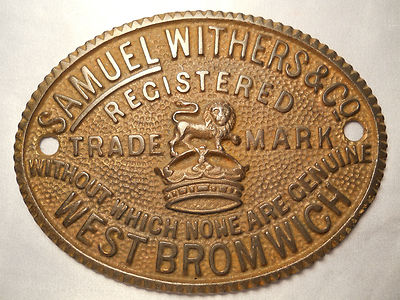 SAMUEL WITHERS & Co
REGISTERED
TRADE MARK
WITHOUT WHICH NONE ARE GENUINE
WEST BROMWICH